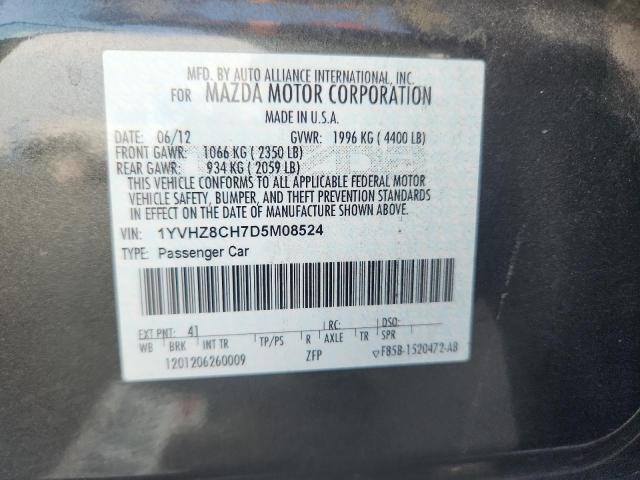 MFD. BY AUTO ALLIANCE INTERNATIONAL, INC.
FOR MAZDA MOTOR CORPORATION
MADE IN U.S.A.
DATE: 06/12 GVWR: 1996 KG ( 4400 LB)
FRONT GAWR: 1066 KG ( 2350 LB)
REAR GAWR: 934 KG ( 2059 LB)
THIS VEHICLE CONFORMS TO ALL APPLICABLE FEDERAL MOTOR
VEHICLE SAFETY, BUMPER, AND THEFT PREVENTION STANDARDS
IN EFFECT ON THE DATE OF MANUFACTURE SHOWN ABOVE.
VIN: 1YVHZ8CH7D5M08524
TYPE: Passenger Car
EXT PNT: 41 RC: DSO:
WB BRK INT TR TP/PS R AXLE TR SPR
1201206260009 ZFP ▽F85B-1520472-AB